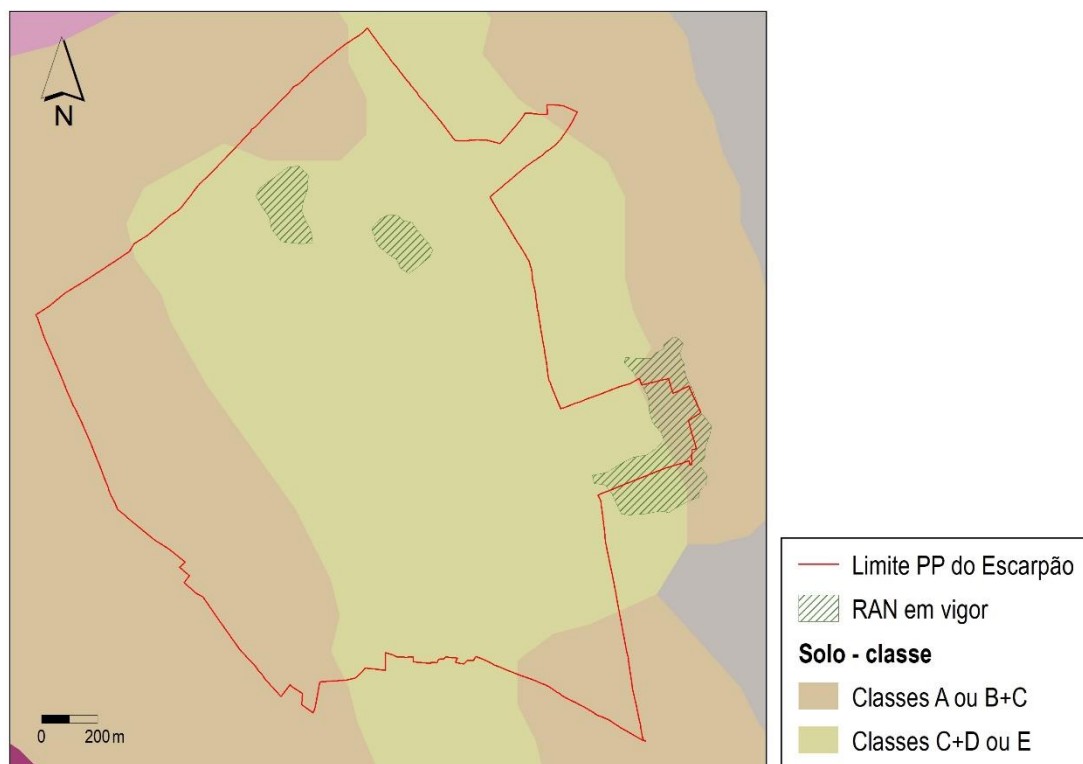 N
0 200 m
Limite PP do Escarpão
RAN em vigor
Solo - classe
Classes A ou B+C
Classes C+D ou E